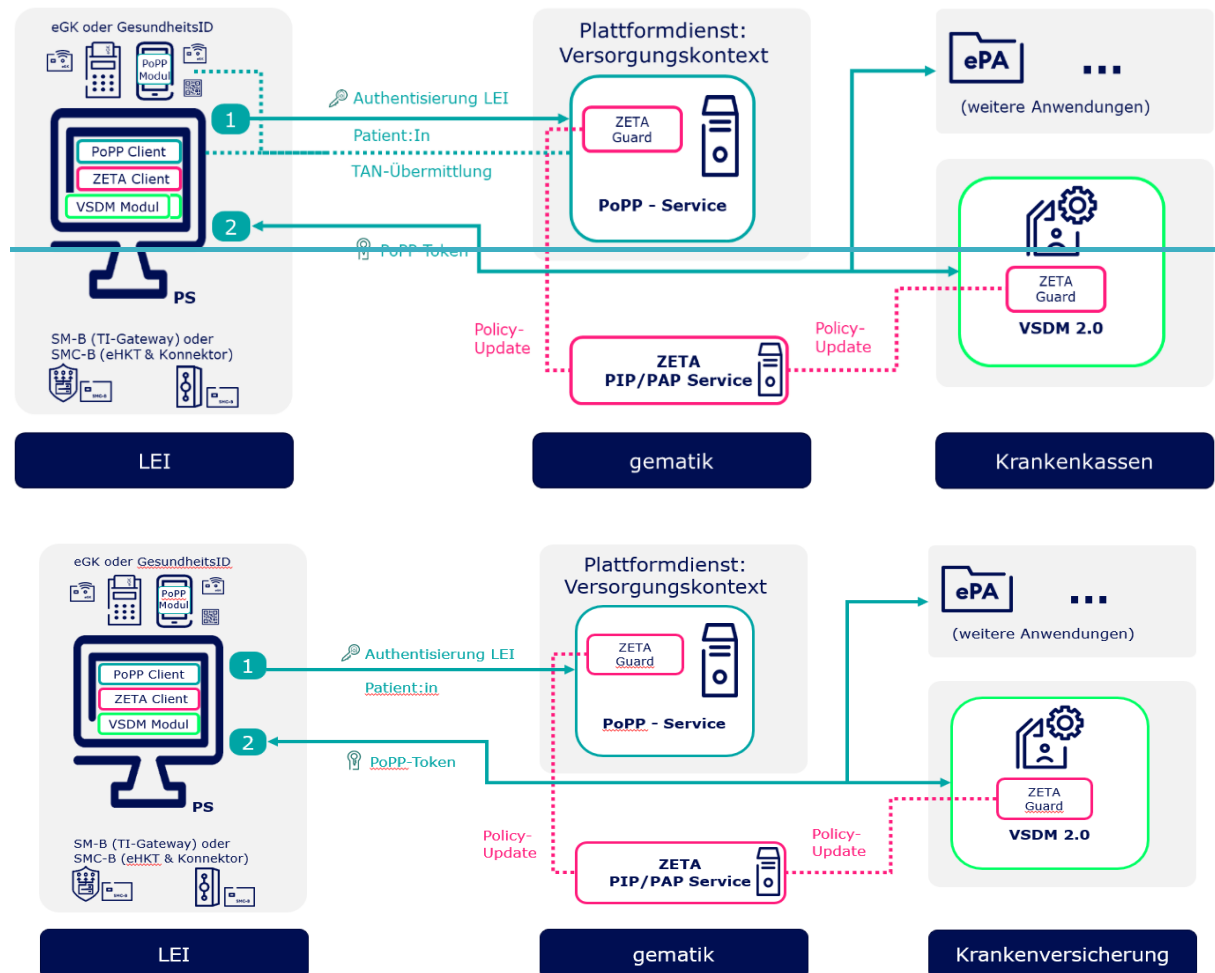 eGK oder GesundheitsID
PoPP
Modul
PoPP Client
ZETA Client
VSDM Modul
PS
SM-B (TI-Gateway) oder
SMC-B (eHKT & Konnektor)
SMC-B
SMC-B
1
Authentisierung LEI
Patient:In
TAN-Übermittlung
2
PoPP-Token
Plattformdienst:
Versorgungskontext
ZETA
Guard
PoPP - Service
Policy-
Update
ZETA
PIP/PAP Service
Policy-
Update
ePA
...
(weitere Anwendungen)
ZETA
Guard
VSDM 2.0
LEI
gematik
Krankenkassen
eGK oder GesundheitsID
PoPP
Modul
PoPP Client
ZETA Client
VSDM Modul
PS
SM-B (TI-Gateway) oder
SMC-B (eHKT & Konnektor)
SMC-B
SMC-B
1
Authentisierung LEI
Patient:in
2
PoPP-Token
Plattformdienst:
Versorgungskontext
ZETA
Guard
PoPP - Service
Policy-
Update
ZETA
PIP/PAP Service
Policy-
Update
ePA
...
(weitere Anwendungen)
ZETA
Guard
VSDM 2.0
LEI
gematik
Krankenversicherung